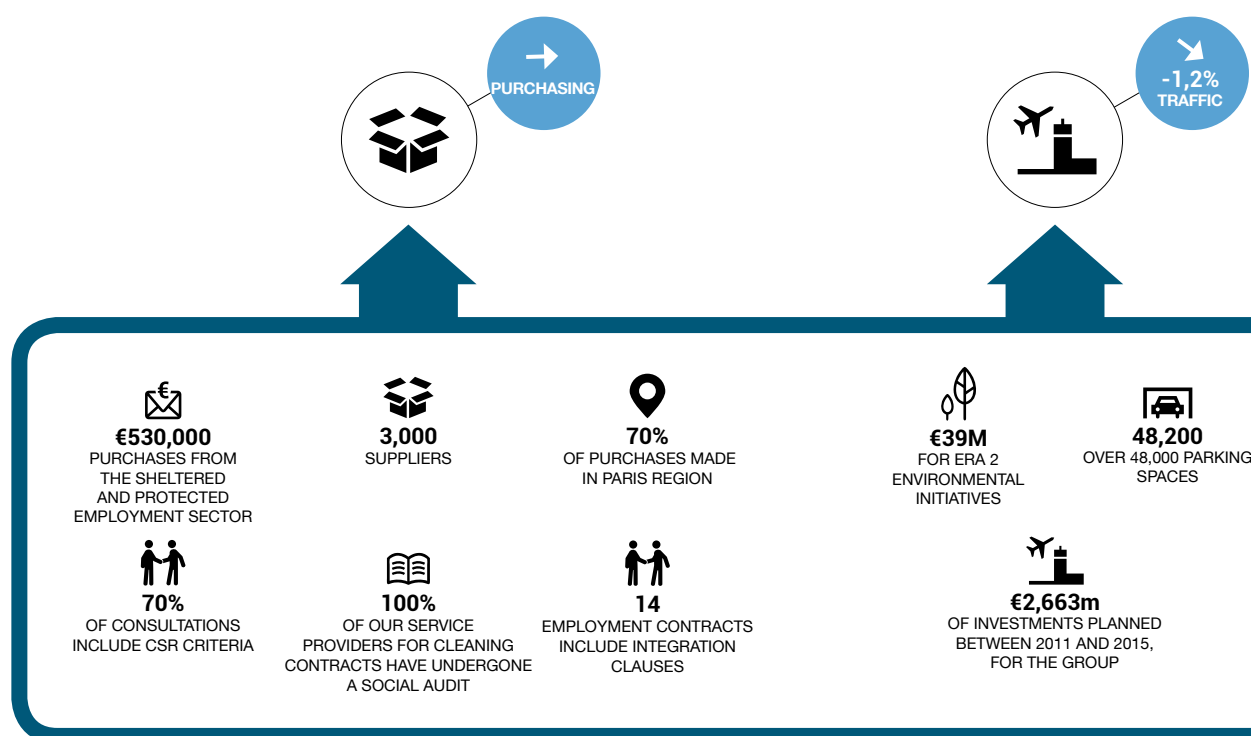 PURCHASING
-1,2%
TRAFFIC
€
€530,000
PURCHASES FROM
THE SHELTERED
AND PROTECTED
EMPLOYMENT SECTOR
3,000
SUPPLIERS
70%
OF PURCHASES MADE
IN PARIS REGION
€39M
FOR ERA 2
ENVIRONMENTAL
INITIATIVES
48,200
OVER 48,000 PARKING
SPACES
70%
OF CONSULTATIONS
INCLUDE CSR CRITERIA
100%
OF OUR SERVICE
PROVIDERS FOR CLEANING
CONTRACTS HAVE UNDERGONE
A SOCIAL AUDIT
14
EMPLOYMENT CONTRACTS
INCLUDE INTEGRATION
CLAUSES
€2,663m
OF INVESTMENTS PLANNED
BETWEEN 2011 AND 2015,
FOR THE GROUP